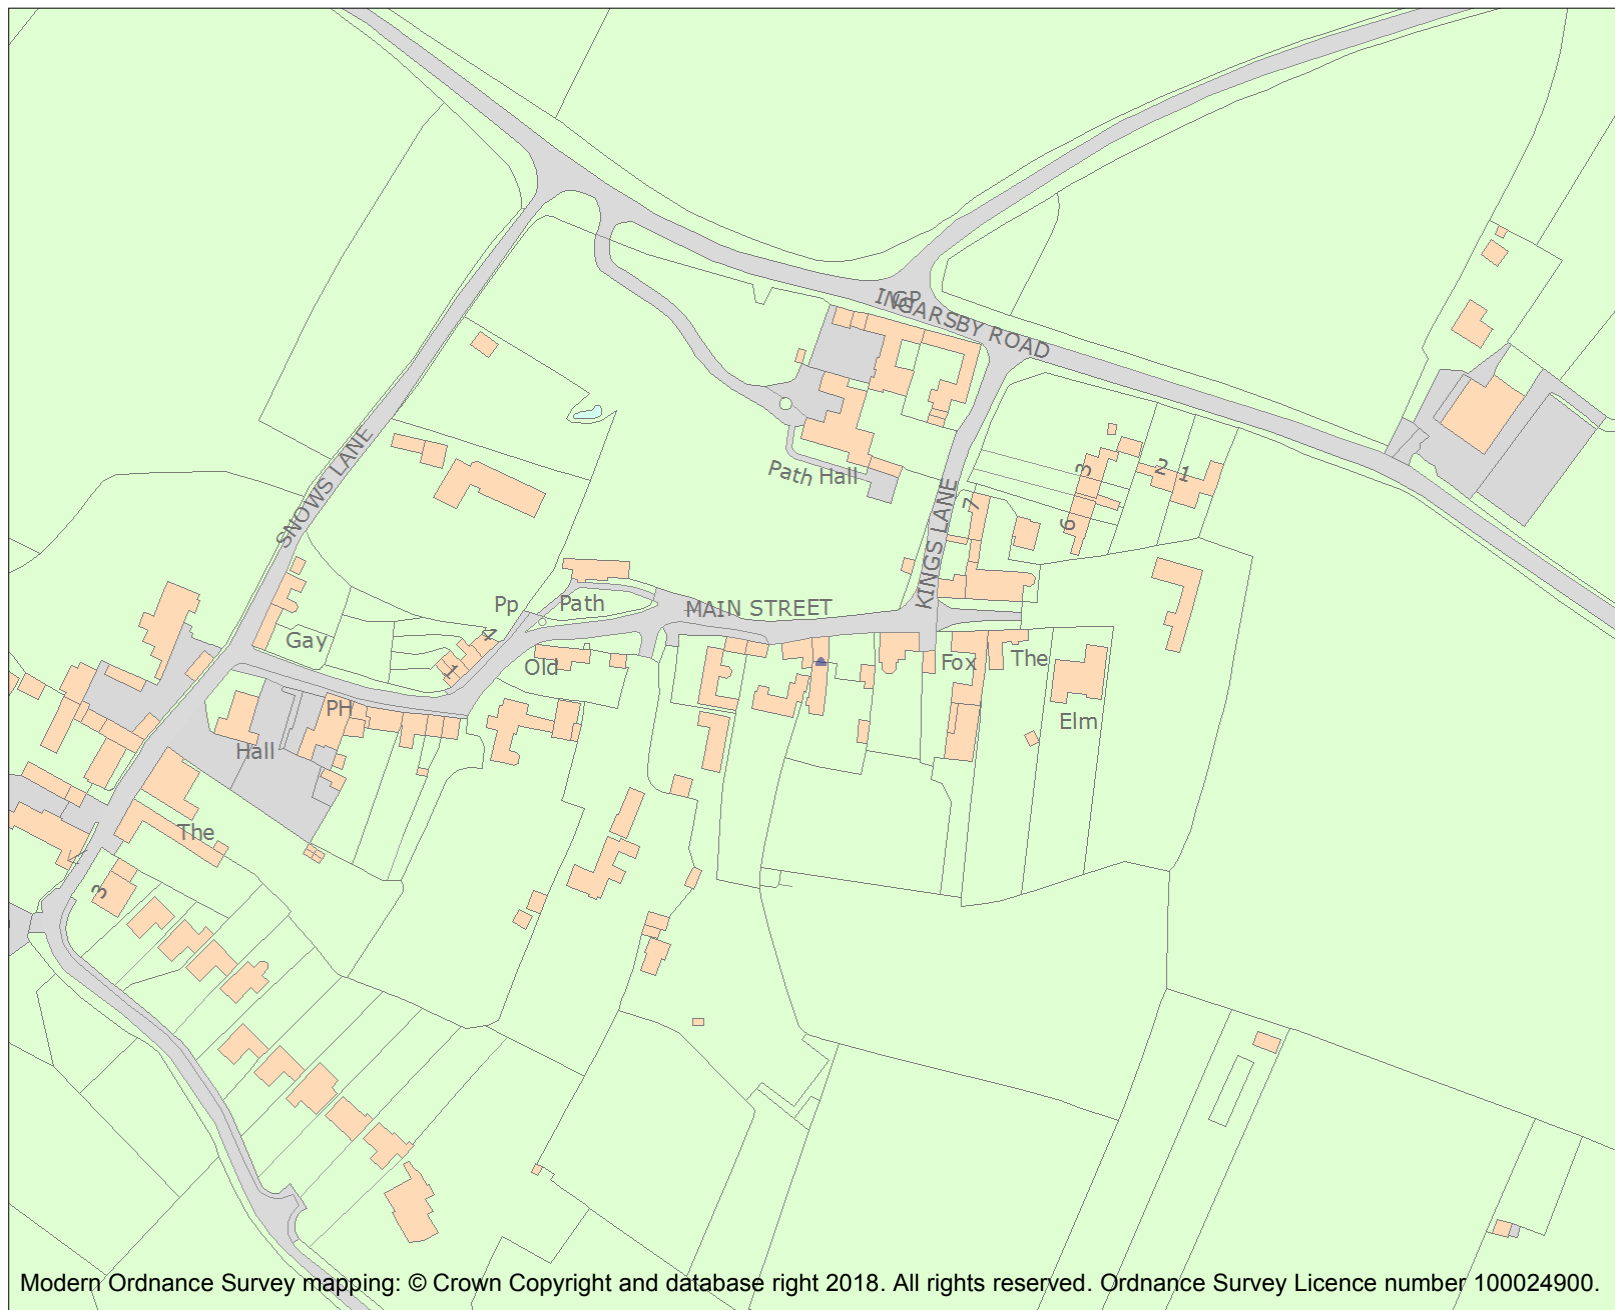 GP
INGARSBY ROAD
SNOWS LANE
Path Hall
3
2
1
KINGS LANE
7
6
Pp
Path
MAIN STREET
4
Gay
1
Old
Fox
The
PH
Elm
Hall
The
3
Modern Ordnance Survey mapping: © Crown Copyright and database right 2018. All rights reserved. Ordnance Survey Licence number 100024900.